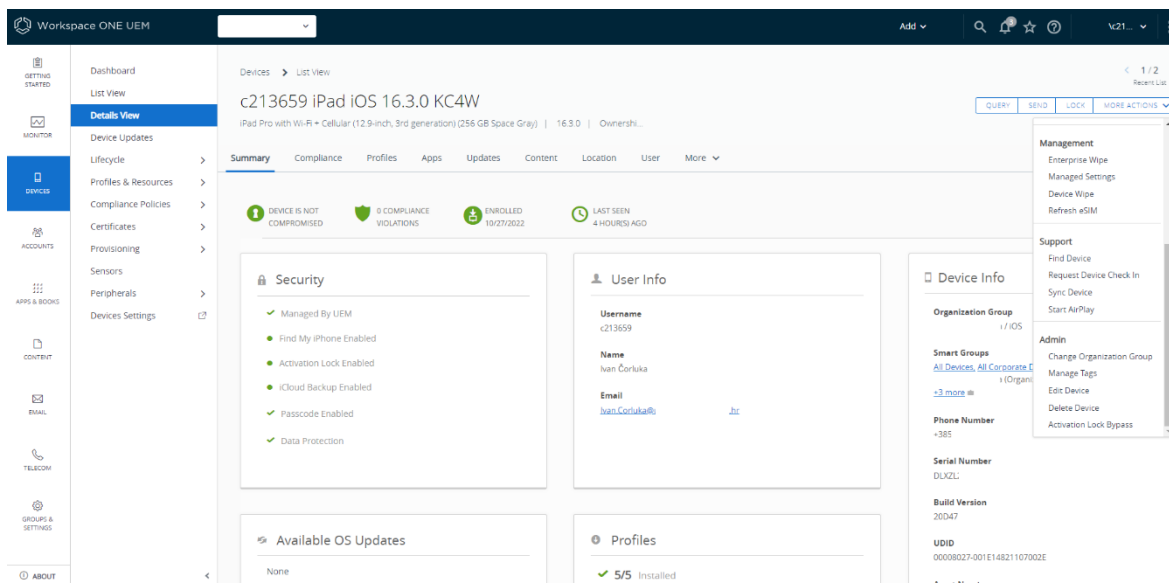 Workspace ONE UEM
Add
3
\c21...
GETTING STARTED
MONITOR
DEVICES
ACCOUNTS
APPS & BOOKS
CONTENT
EMAIL
TELECOM
GROUPS & SETTINGS
ABOUT
Dashboard
List View
Details View
Device Updates
Lifecycle
Profiles & Resources
Compliance Policies
Certificates
Provisioning
Sensors
Peripherals
Devices Settings
Devices > List View
1 / 2
Recent List
c213659 iPad iOS 16.3.0 KC4W
QUERY SEND LOCK MORE ACTIONS
iPad Pro with Wi-Fi + Cellular (12.9-inch, 3rd generation) (256 GB Space Gray) | 16.3.0 | Ownershi...
Summary Compliance Profiles Apps Updates Content Location User More
DEVICE IS NOT COMPROMISED
0 COMPLIANCE VIOLATIONS
ENROLLED 10/27/2022
LAST SEEN 4 HOUR(S) AGO
Security
Managed By UEM
Find My iPhone Enabled
Activation Lock Enabled
iCloud Backup Enabled
Passcode Enabled
Data Protection
User Info
Username
c213659
Name
Ivan Čorluka
Email
Ivan.Corluka@ .hr
Device Info
Organization Group
/ iOS
Smart Groups
All Devices, All Corporate D
(Organi
+3 more
Phone Number
+385
Serial Number
DLXZL
Build Version
20D47
UDID
00008027-001E14821107002E
Management
Enterprise Wipe
Managed Settings
Device Wipe
Refresh eSIM
Support
Find Device
Request Device Check In
Sync Device
Start AirPlay
Admin
Change Organization Group
Manage Tags
Edit Device
Delete Device
Activation Lock Bypass
Available OS Updates
None
Profiles
5/5 Installed